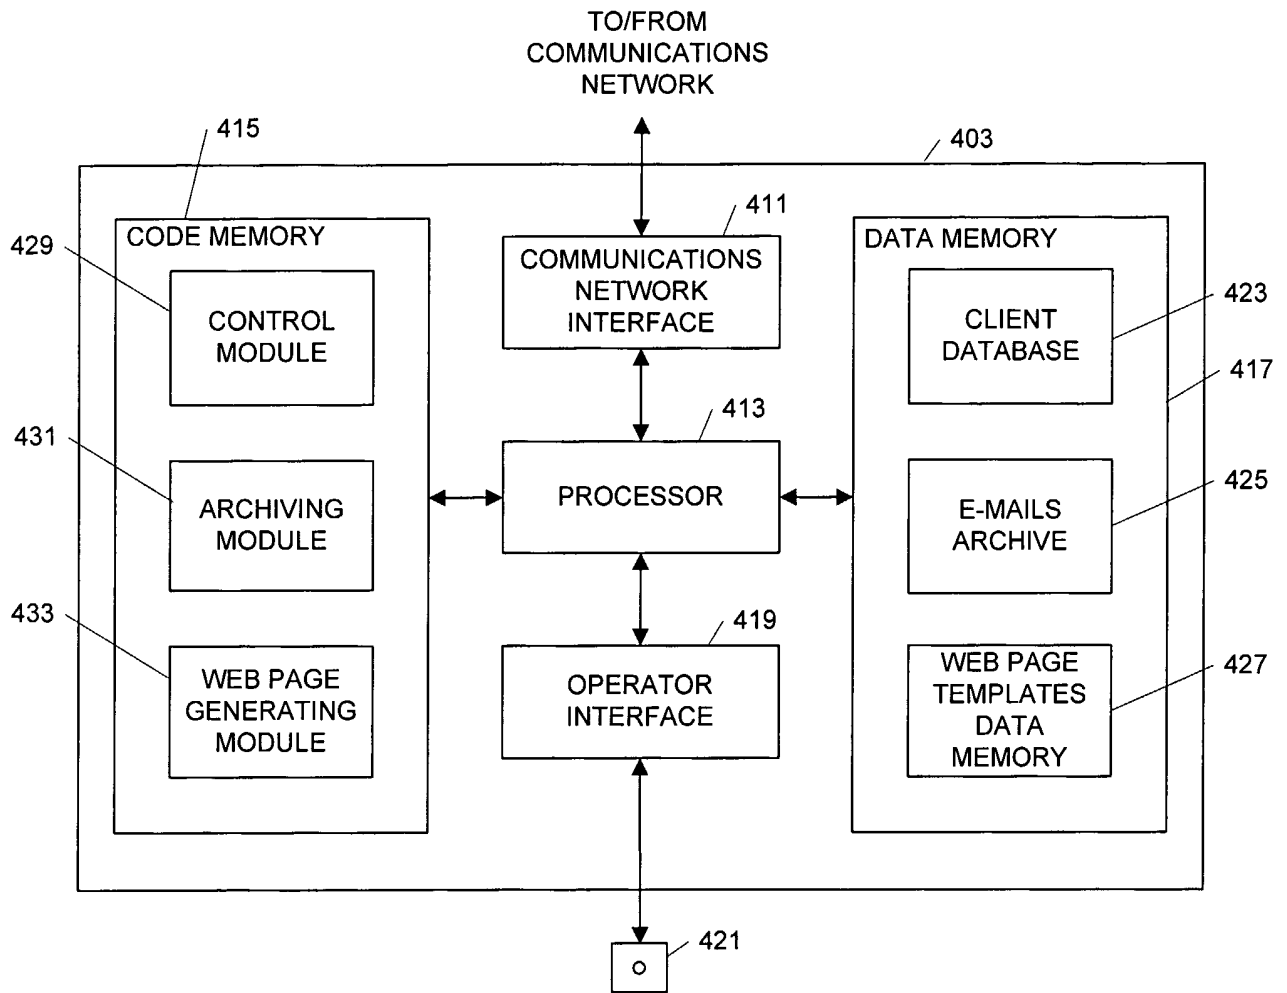 TO/FROM
COMMUNICATIONS
NETWORK
415
403
CODE MEMORY
429
CONTROL
MODULE
431
ARCHIVING
MODULE
433
WEB PAGE
GENERATING
MODULE
411
COMMUNICATIONS
NETWORK
INTERFACE
413
PROCESSOR
419
OPERATOR
INTERFACE
421
DATA MEMORY
CLIENT
DATABASE
423
417
E-MAILS
ARCHIVE
425
WEB PAGE
TEMPLATES
DATA
MEMORY
427